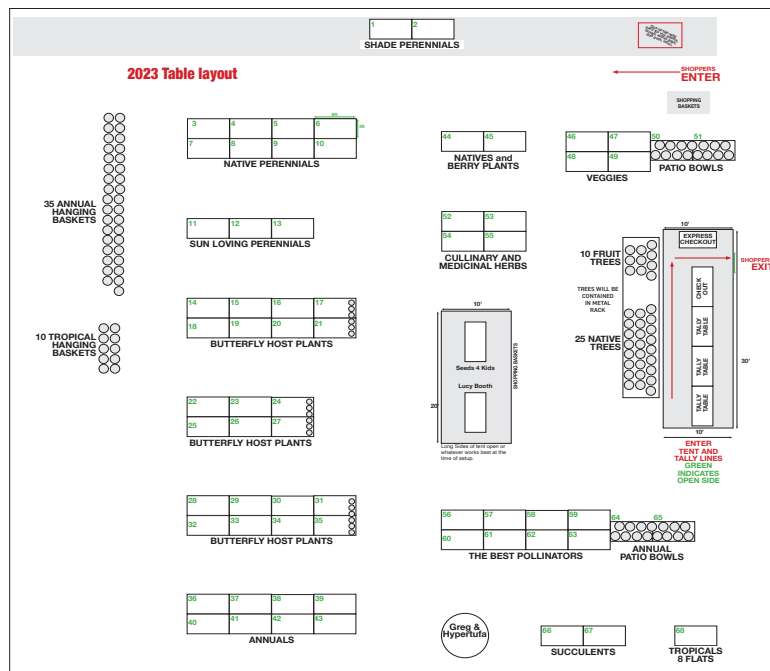 1 2
SHADE PERENNIALS
2023 Table layout
SHOPPERS
ENTER
SHOPPING
BASKETS
3 4 5 6
7 8 9 10
NATIVE PERENNIALS
44 45
NATIVES and
BERRY PLANTS
46 47
48 49
VEGGIES
50 51
PATIO BOWLS
35 ANNUAL
HANGING
BASKETS
11 12 13
SUN LOVING PERENNIALS
52 53
54 55
CULLINARY AND
MEDICINAL HERBS
10 FRUIT
TREES
TREES WILL BE
CONTAINED
IN METAL
RACK
25 NATIVE
TREES
10'
EXPRESS
CHECKOUT
SHOPPERS
EXIT
CHECK
OUT
TALLY
TABLE
TALLY
TABLE
TALLY
TABLE
30'
10'
ENTER
TENT AND
TALLY LINES
GREEN
INDICATES
OPEN SIDE
14 15 16 17
18 19 20 21
BUTTERFLY HOST PLANTS
10 TROPICAL
HANGING
BASKETS
10'
Seeds 4 Kids
SHOPPING BASKETS
Lucy Booth
20'
Long Sides of tent open or
whatever works best at the
time of setup.
22 23 24
25 26 27
BUTTERFLY HOST PLANTS
28 29 30 31
32 33 34 35
BUTTERFLY HOST PLANTS
56 57 58 59
60 61 62 63
THE BEST POLLINATORS
64 65
ANNUAL
PATIO BOWLS
36 37 38 39
40 41 42 43
ANNUALS
Greg &
Hypertufa
66 67
SUCCULENTS
68
TROPICALS
8 FLATS